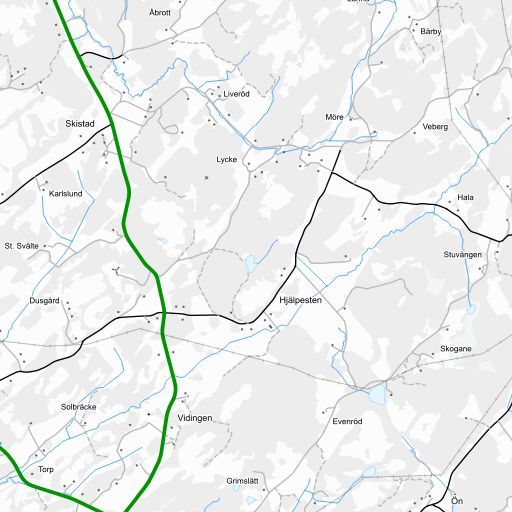 Åbrott
Bärby
Liveröd
Skistad
Möre
Veberg
Lycke
Karlslund
Hala
St. Svälte
Stuvängen
Dusgård
Hjälpesten
Skogane
Solbräcke
Vidingen
Evenröd
Torp
Grimslätt
Ön